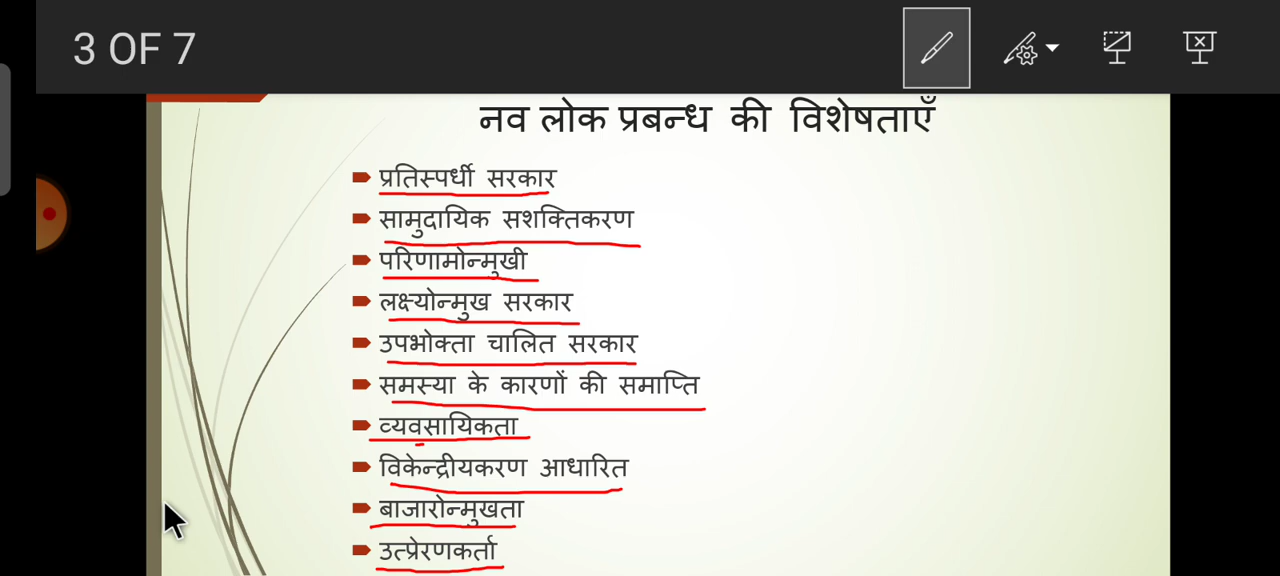 3 OF 7
नव लोक प्रबन्ध की विशेषताएँ
प्रतिस्पर्धी सरकार
सामुदायिक सशक्तिकरण
परिणामोन्मुखी
लक्ष्योन्मुख सरकार
उपभोक्ता चालित सरकार
समस्या के कारणों की समाप्ति
व्यवसायिकता
विकेन्द्रीयकरण आधारित
बाजारोन्मुखता
उत्प्रेरणकर्ता